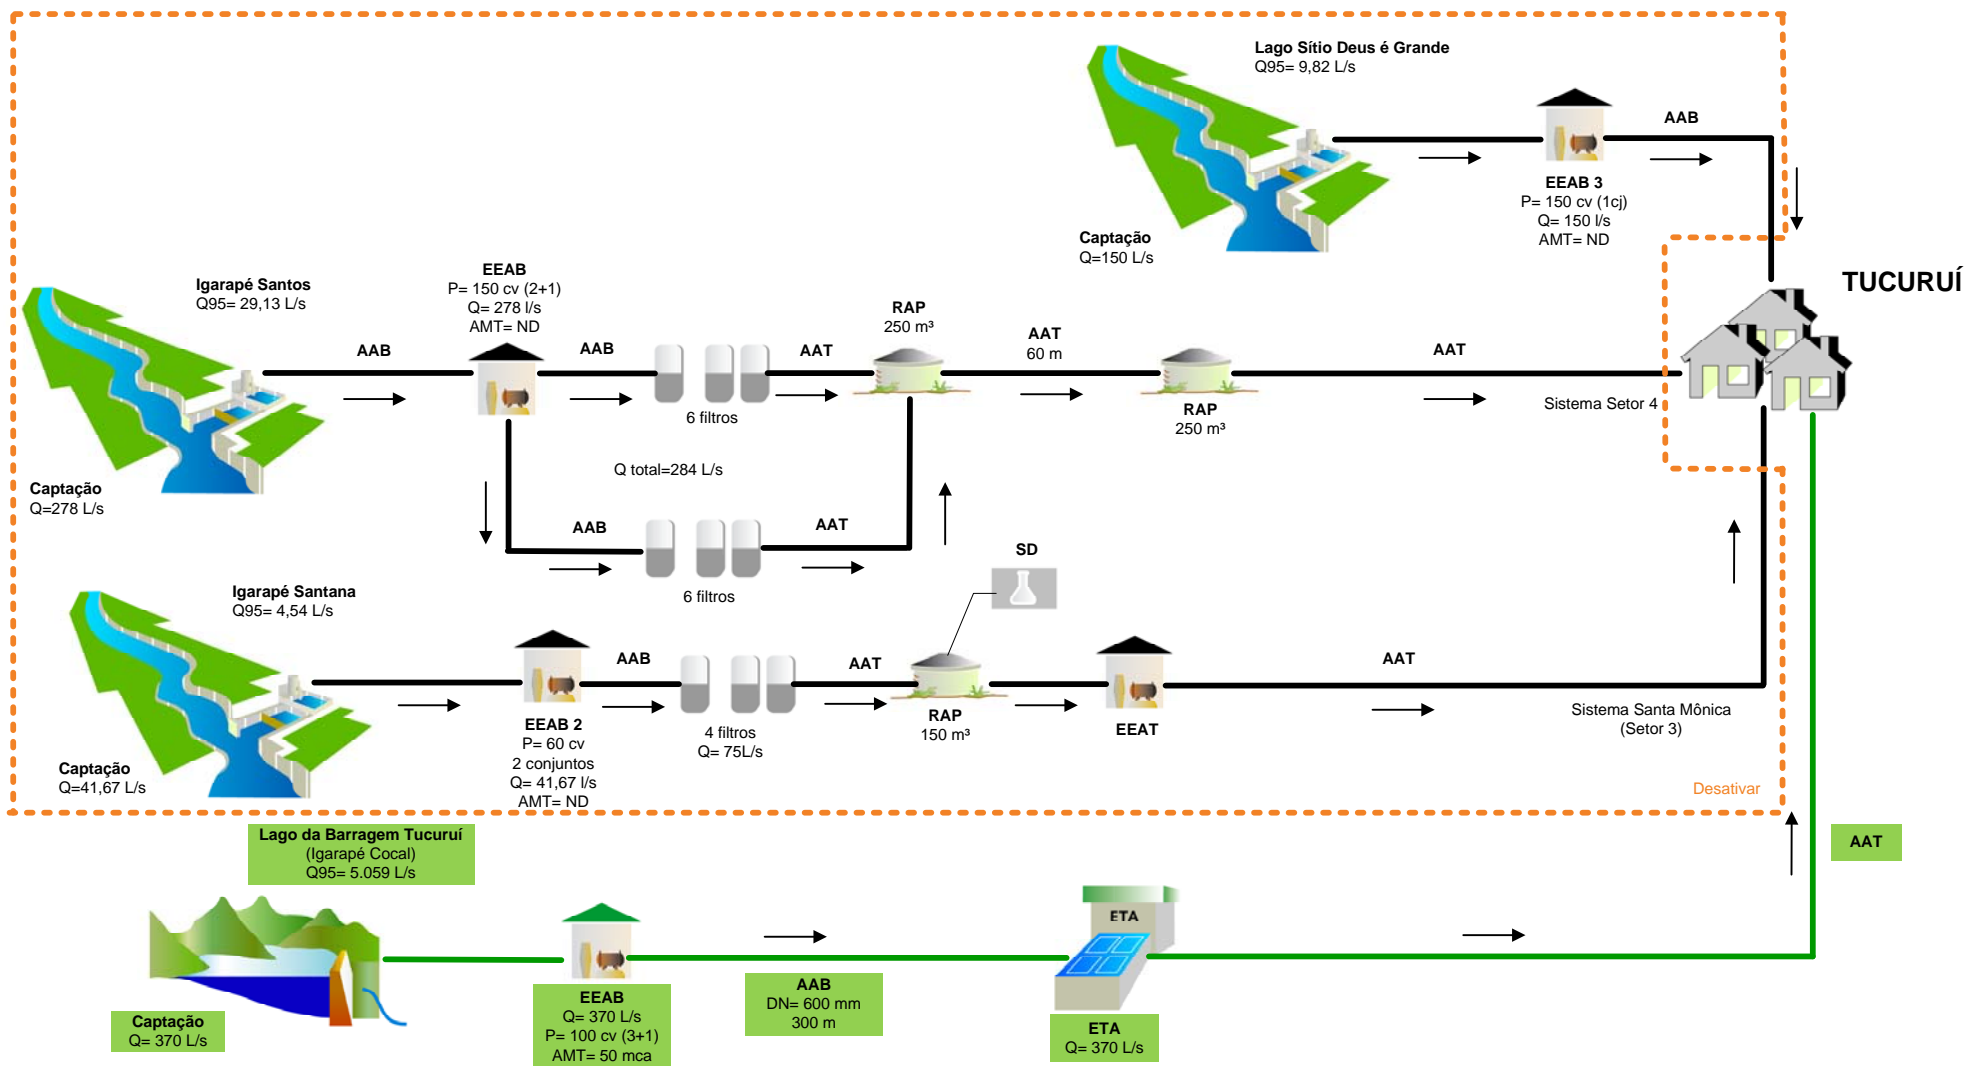 Lago Sítio Deus é Grande
Q95= 9,82 L/s
AAB
EEAB 3
P= 150 cv (1cj)
Q= 150 l/s
AMT= ND
Captação
Q=150 L/s
TUCURUÍ
Igarapé Santos
Q95= 29,13 L/s
EEAB
P= 150 cv (2+1)
Q= 278 l/s
AMT= ND
AAB
AAB
6 filtros
AAT
RAP
250 m³
AAT
60 m
RAP
250 m³
AAT
Sistema Setor 4
Captação
Q=278 L/s
Q total=284 L/s
AAB
AAT
6 filtros
SD
Igarapé Santana
Q95= 4,54 L/s
AAB
AAT
AAT
EEAB 2
P= 60 cv
2 conjuntos
Q= 41,67 l/s
AMT= ND
4 filtros
Q= 75L/s
RAP
150 m³
EEAT
Sistema Santa Mônica
(Setor 3)
Captação
Q=41,67 L/s
Desativar
Lago da Barragem Tucuruí
(Igarapé Cocal)
Q95= 5.059 L/s
AAT
ETA
Captação
Q= 370 L/s
EEAB
Q= 370 L/s
P= 100 cv (3+1)
AMT= 50 mca
AAB
DN= 600 mm
300 m
ETA
Q= 370 L/s